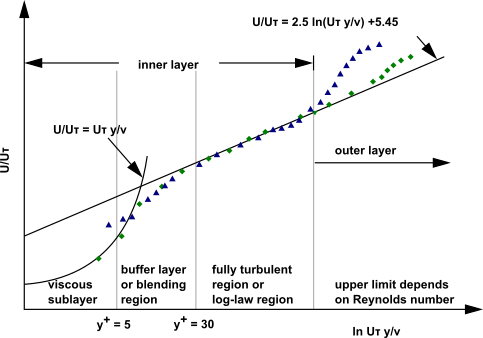 U/Uτ = 2.5 ln(Uτ y/v) +5.45
inner layer
U/Uτ = Uτ y/v
U/Uτ
outer layer
viscous
sublayer
buffer layer
or blending
region
fully turbulent
region or
log-law region
upper limit depends
on Reynolds number
y+ = 5
y+ = 30
ln Uτ y/v